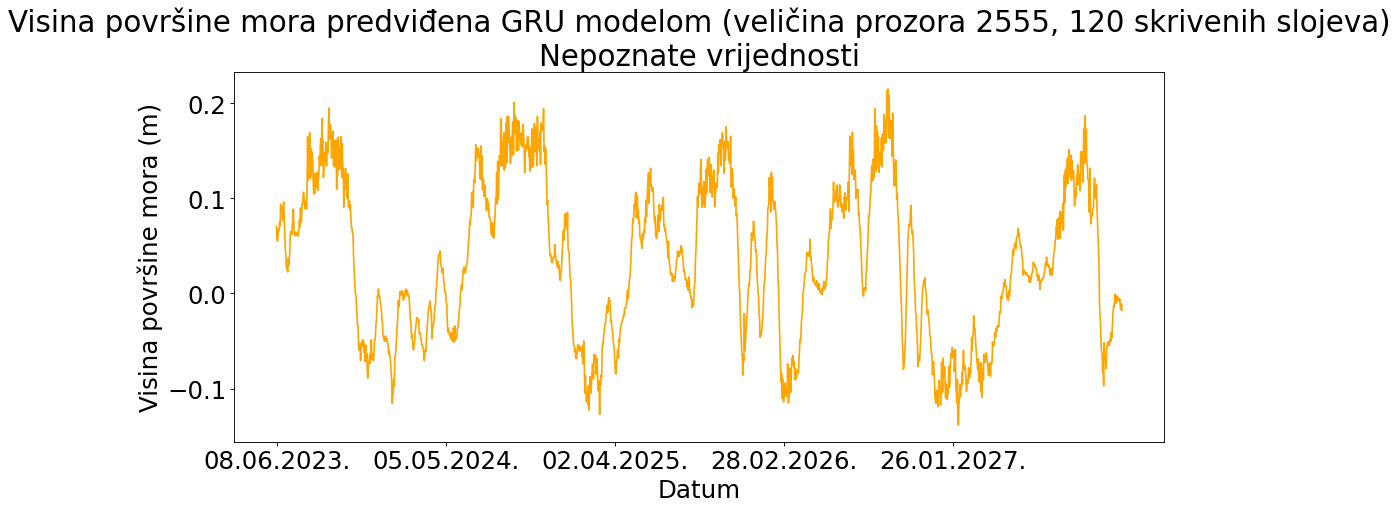 Visina površine mora predviđena GRU modelom (veličina prozora 2555, 120 skrivenih slojeva)
Nepoznate vrijednosti
Visina površine mora (m)
0.2
0.1
0.0
−0.1
08.06.2023. 05.05.2024. 02.04.2025. 28.02.2026. 26.01.2027.
Datum